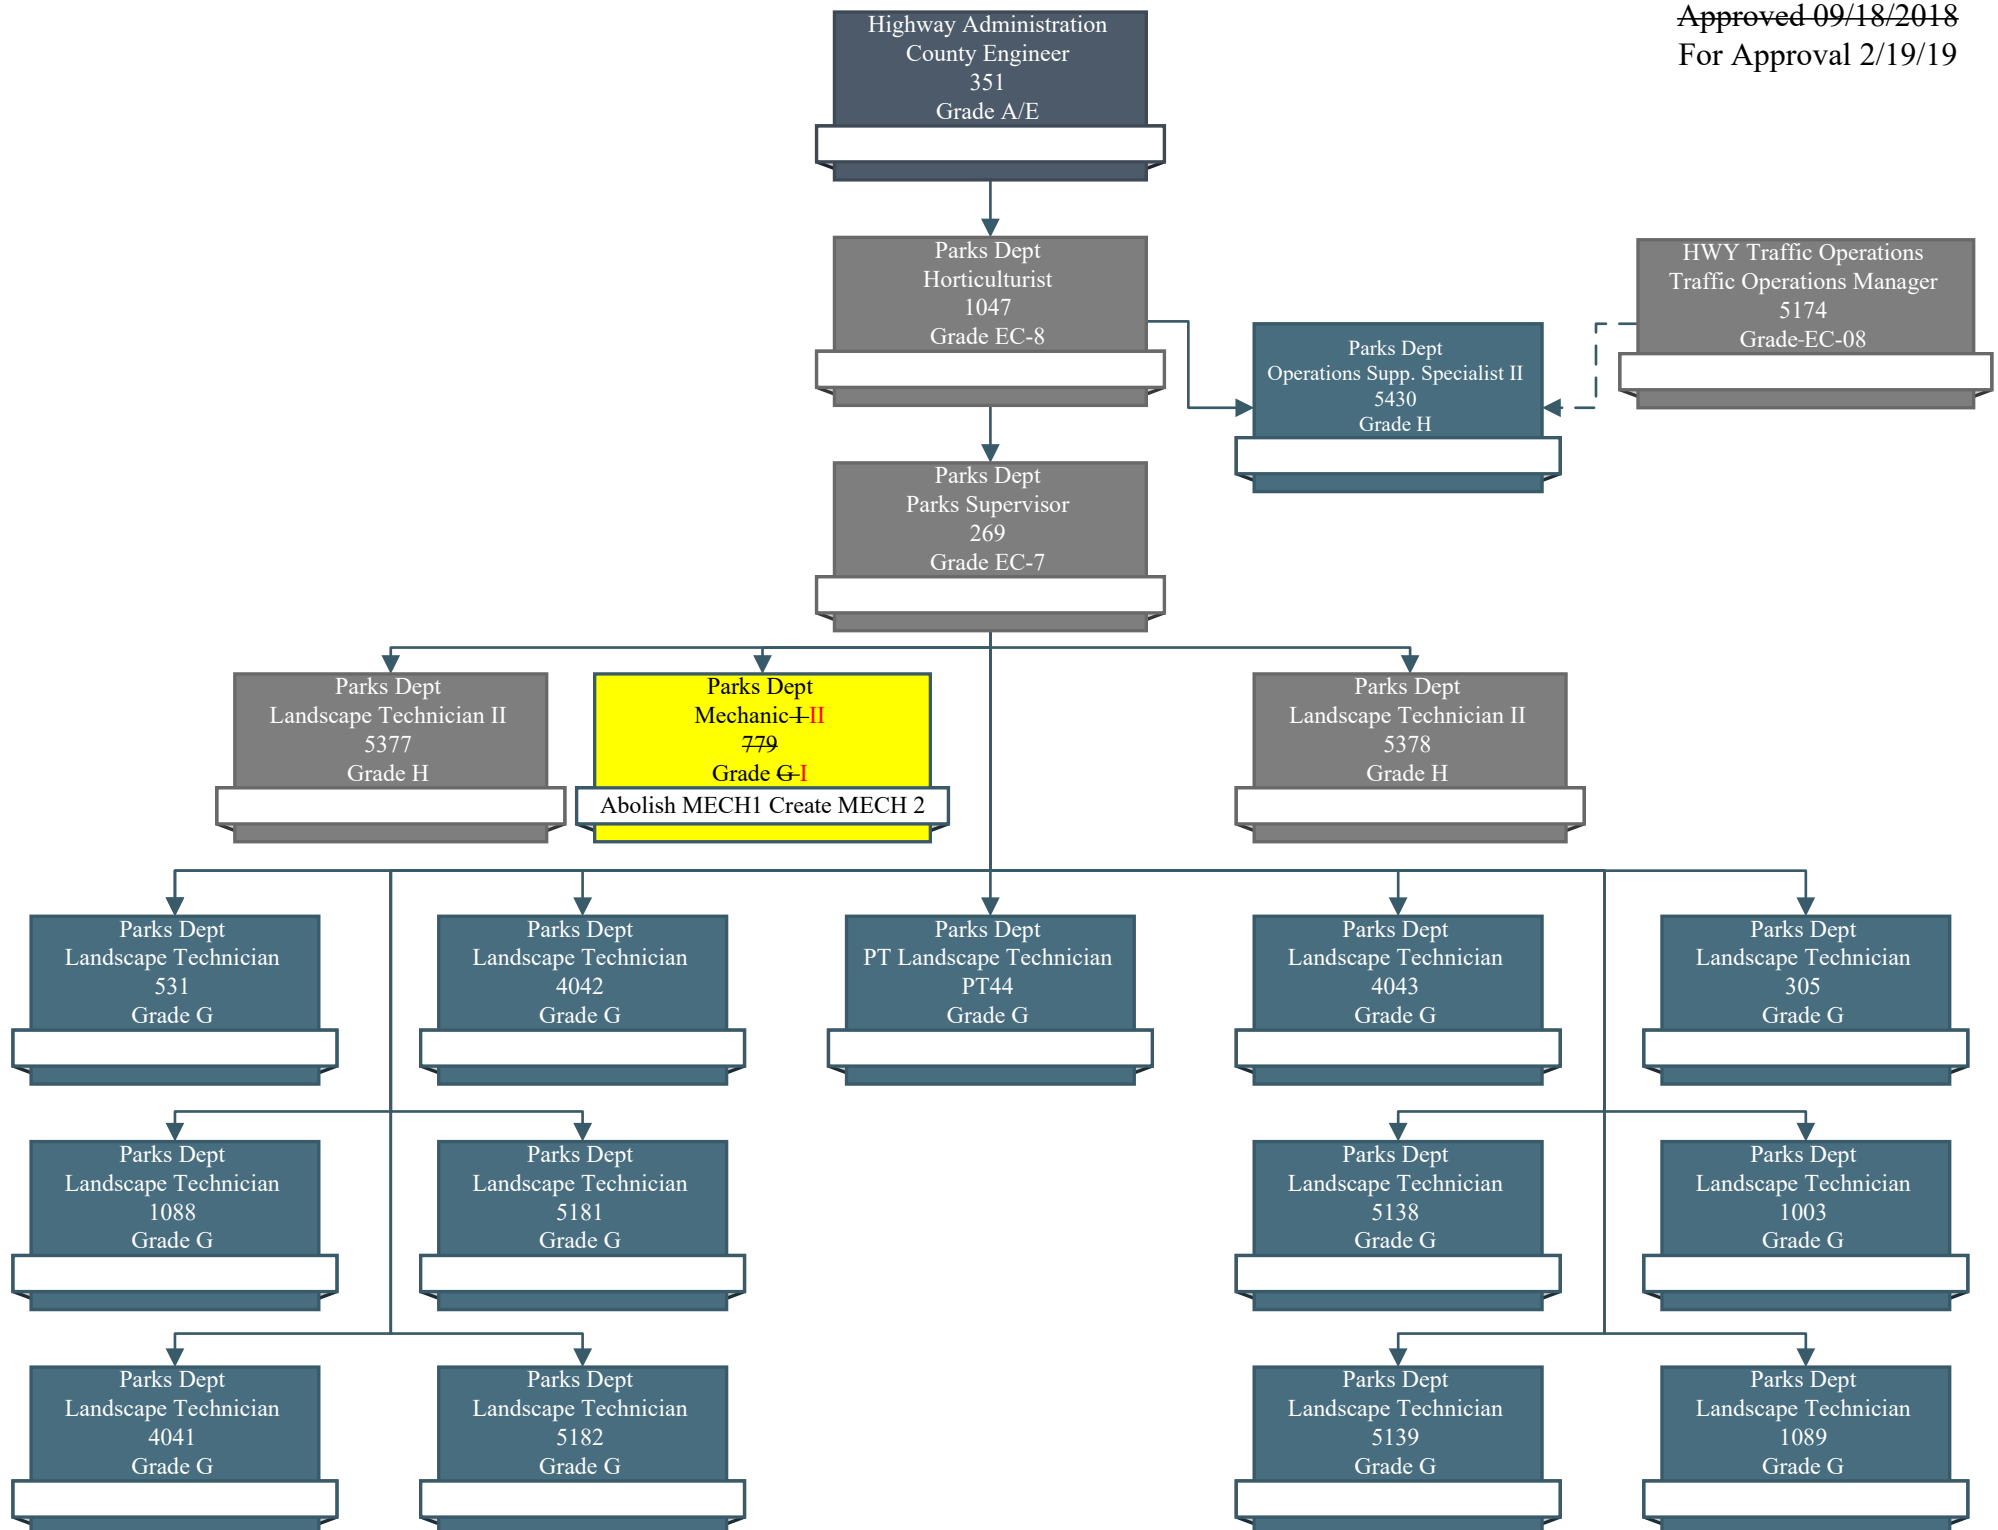 Approved 09/18/2018
For Approval 2/19/19
Highway Administration
County Engineer
351
Grade A/E
Parks Dept
Horticulturist
1047
Grade EC-8
HWY Traffic Operations
Traffic Operations Manager
5174
Grade EC-08
Parks Dept
Operations Supp. Specialist II
5430
Grade H
Parks Dept
Parks Supervisor
269
Grade EC-7
Parks Dept
Landscape Technician II
5377
Grade H
Parks Dept
Mechanic I II
779
Grade G I
Abolish MECH1 Create MECH 2
Parks Dept
Landscape Technician II
5378
Grade H
Parks Dept
Landscape Technician
531
Grade G
Parks Dept
Landscape Technician
4042
Grade G
Parks Dept
PT Landscape Technician
PT44
Grade G
Parks Dept
Landscape Technician
4043
Grade G
Parks Dept
Landscape Technician
305
Grade G
Parks Dept
Landscape Technician
1088
Grade G
Parks Dept
Landscape Technician
5181
Grade G
Parks Dept
Landscape Technician
5138
Grade G
Parks Dept
Landscape Technician
1003
Grade G
Parks Dept
Landscape Technician
4041
Grade G
Parks Dept
Landscape Technician
5182
Grade G
Parks Dept
Landscape Technician
5139
Grade G
Parks Dept
Landscape Technician
1089
Grade G